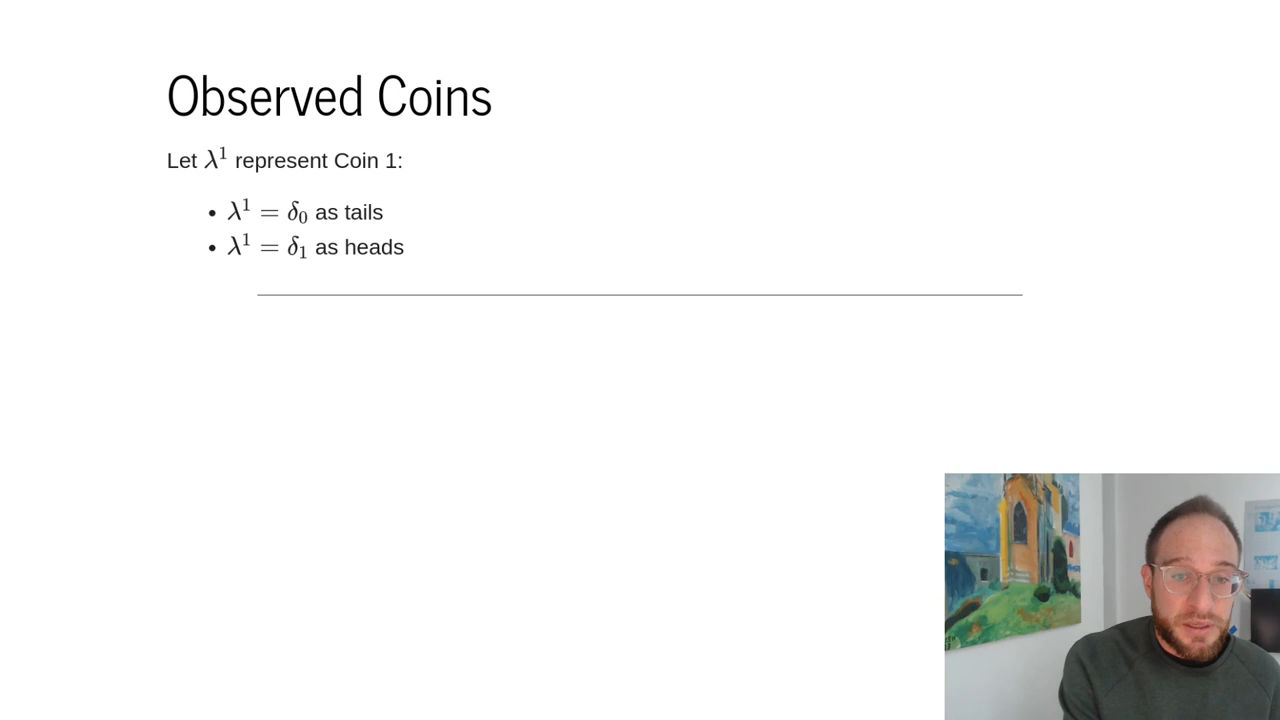 Observed Coins
Let λ¹ represent Coin 1:
• λ¹ = δ₀ as tails
• λ¹ = δ₁ as heads